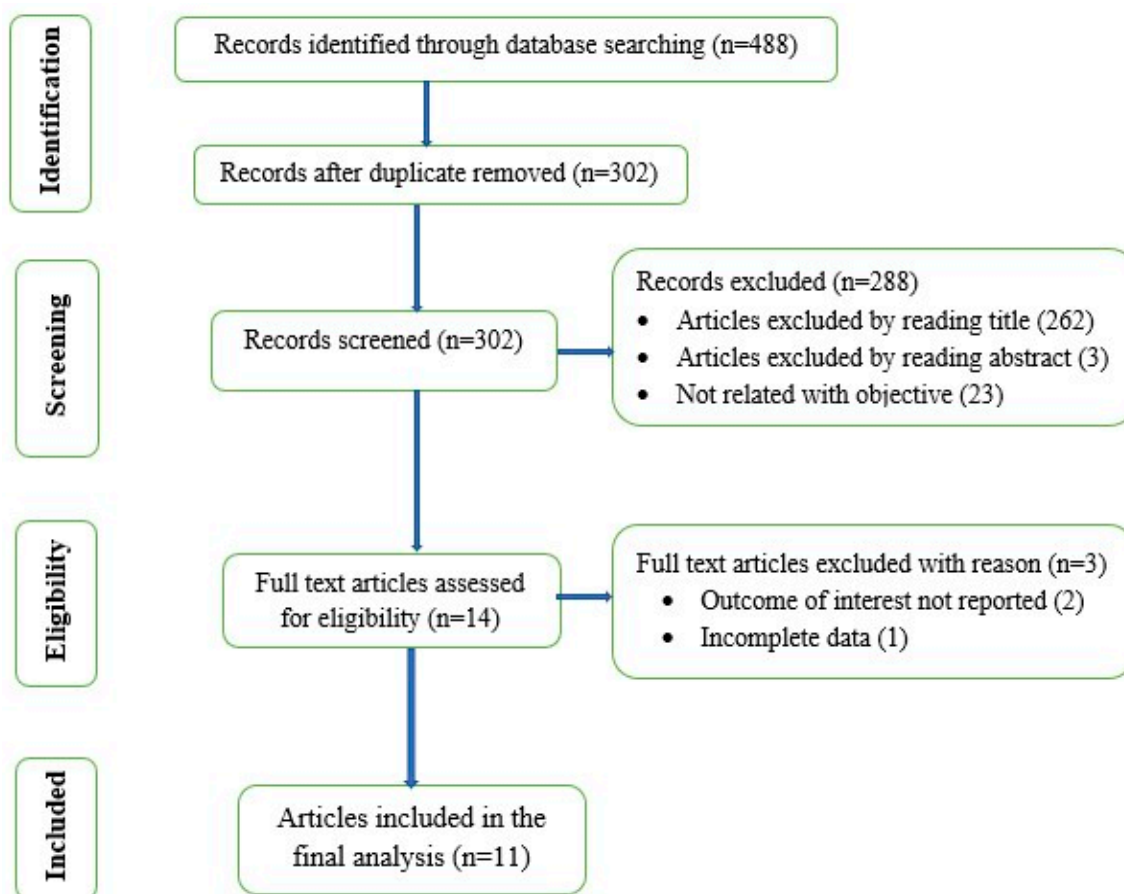 Identification
Records identified through database searching (n=488)
Records after duplicate removed (n=302)
Screening
Records screened (n=302)
Records excluded (n=288)
• Articles excluded by reading title (262)
• Articles excluded by reading abstract (3)
• Not related with objective (23)
Eligibility
Full text articles assessed
for eligibility (n=14)
Full text articles excluded with reason (n=3)
• Outcome of interest not reported (2)
• Incomplete data (1)
Included
Articles included in the
final analysis (n=11)